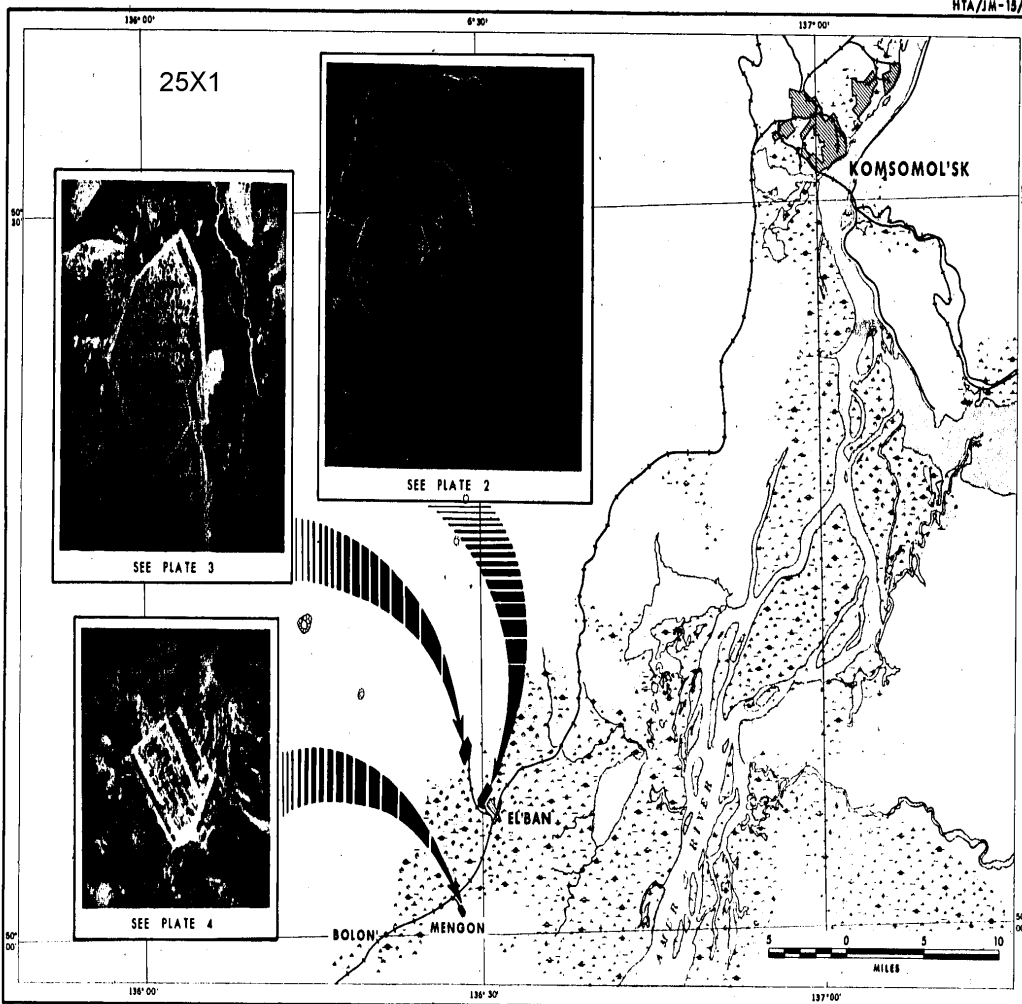 HTA/JM-15/
136° 00'
6° 30'
137° 00'
25X1
KOMSOMOL'SK
50°
30'
SEE PLATE 2
SEE PLATE 3
EL'BAN
AMUR RIVER
SEE PLATE 4
BOLON'
MENGON
50°
00'
5 0 5 10
MILES
136° 00'
136° 30'
137° 00'